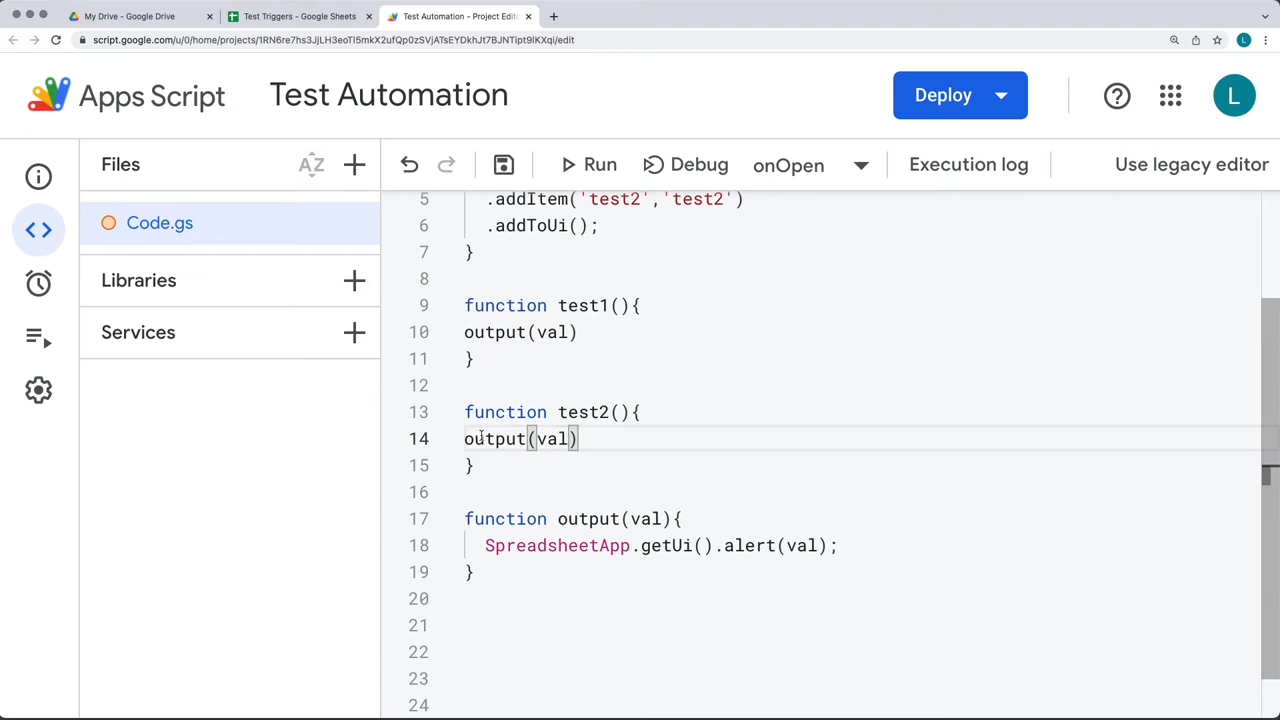 My Drive - Google Drive
Test Triggers - Google Sheets
Test Automation - Project Edito
script.google.com/u/0/home/projects/1RN6re7hs3JjLH3eoTl5mkX2ufQp0zSVjATsEYDkhJt7BJNTipt9lKXqi/edit
L
Apps Script
Test Automation
Deploy
L
Files
AZ
Run
Debug
onOpen
Execution log
Use legacy editor
Code.gs
Libraries
Services
5 .addItem('test2','test2')
6 .addToUi();
7 }
8
9 function test1(){
10 output(val)
11 }
12
13 function test2(){
14 output(val)
15 }
16
17 function output(val){
18 SpreadsheetApp.getUi().alert(val);
19 }
20
21
22
23
24